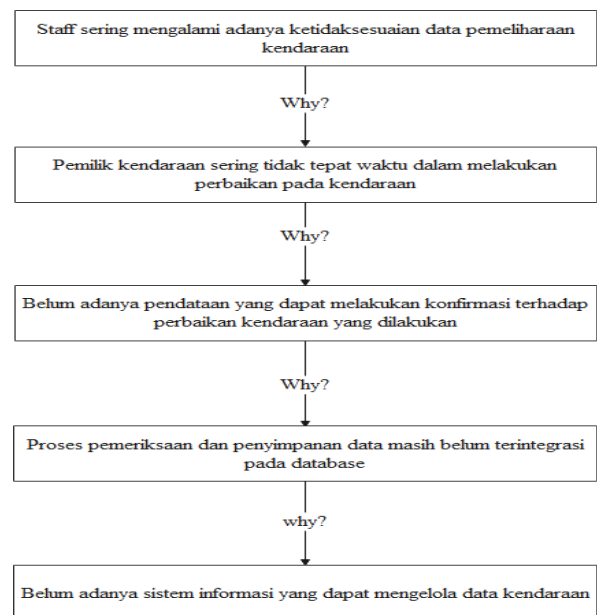 Staff sering mengalami adanya ketidaksesuaian data pemeliharaan
kendaraan
Why?
Pemilik kendaraan sering tidak tepat waktu dalam melakukan
perbaikan pada kendaraan
Why?
Belum adanya pendataan yang dapat melakukan konfirmasi terhadap
perbaikan kendaraan yang dilakukan
Why?
Proses pemeriksaan dan penyimpanan data masih belum terintegrasi
pada database
why?
Belum adanya sistem informasi yang dapat mengelola data kendaraan